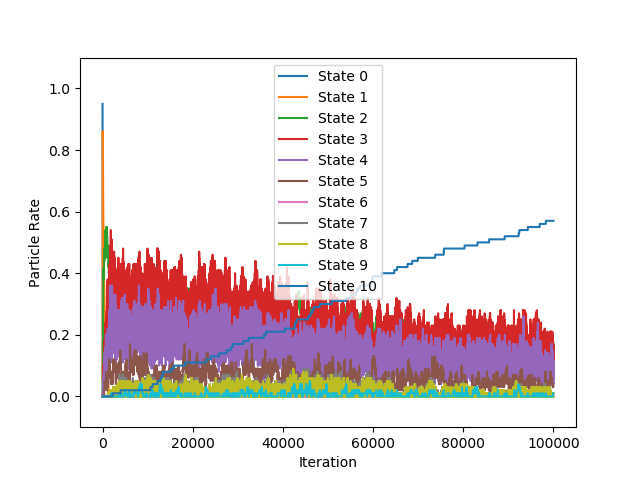 1.0
0.8
0.6
0.4
0.2
0.0
Particle Rate
State 0
State 1
State 2
State 3
State 4
State 5
State 6
State 7
State 8
State 9
State 10
0 20000 40000 60000 80000 100000
Iteration